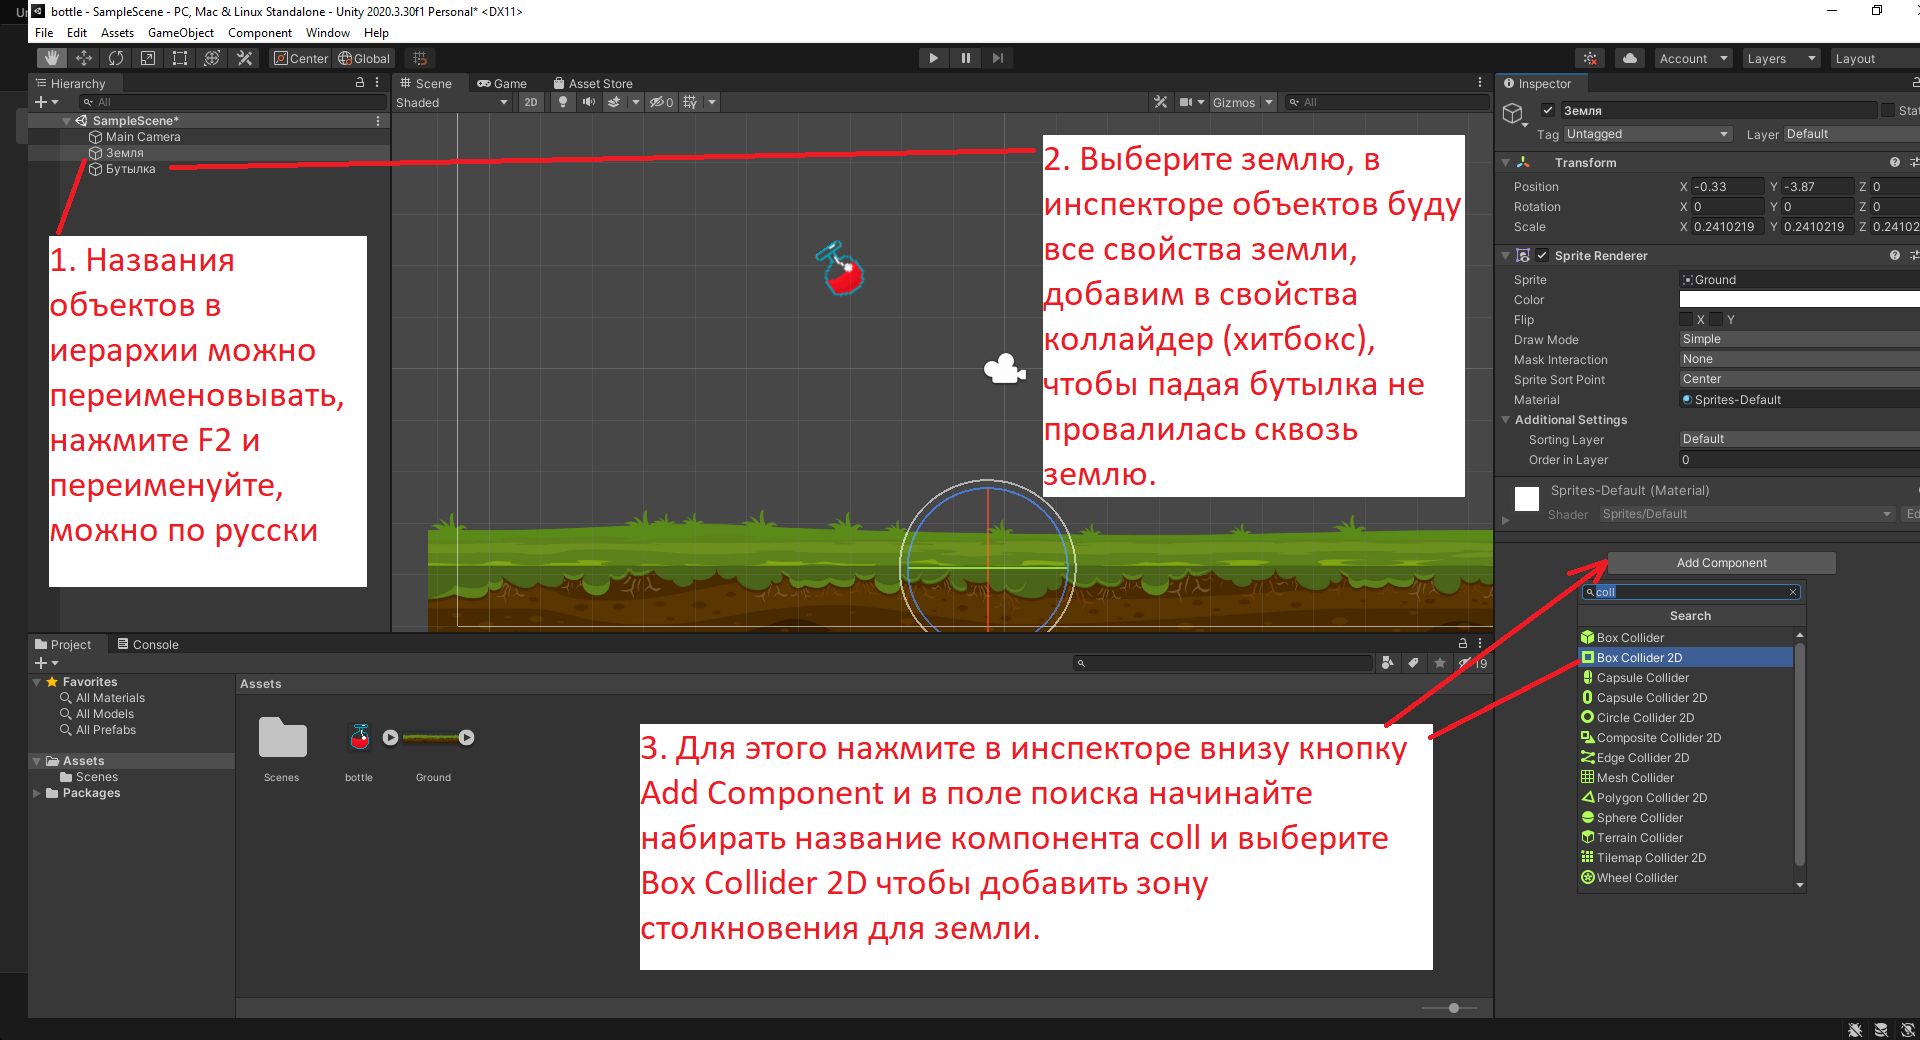 Un
bottle - SampleScene - PC, Mac & Linux Standalone - Unity 2020.3.30f1 Personal* <DX11>
File Edit Assets GameObject Component Window Help
Center Global
Account Layers Layout
Hierarchy
All
SampleScene*
Main Camera
Земля
Бутылка
1. Названия
объектов в
иерархии можно
переименовывать,
нажмите F2 и
переименуйте,
можно по русски
Scene Game Asset Store
Shaded 2D 0 Gizmos All
2. Выберите землю, в
инспекторе объектов буду
все свойства земли,
добавим в свойства
коллайдер (хитбокс),
чтобы падая бутылка не
провалилась сквозь
землю.
Inspector
Земля Stat
Tag Untagged Layer Default
Transform
Position X -0.33 Y -3.87 Z 0
Rotation X 0 Y 0 Z 0
Scale X 0.2410219 Y 0.2410219 Z 0.24102
Sprite Renderer
Sprite Ground
Color
Flip X Y
Draw Mode Simple
Mask Interaction None
Sprite Sort Point Center
Material Sprites-Default
Additional Settings
Sorting Layer Default
Order in Layer 0
Sprites-Default (Material)
Shader Sprites/Default Ed
Add Component
coll
Search
Box Collider
Box Collider 2D
Capsule Collider
Capsule Collider 2D
Circle Collider 2D
Composite Collider 2D
Edge Collider 2D
Mesh Collider
Polygon Collider 2D
Sphere Collider
Terrain Collider
Tilemap Collider 2D
Wheel Collider
Project Console
19
Favorites
All Materials
All Models
All Prefabs
Assets
Scenes
Packages
Assets
Scenes bottle Ground
3. Для этого нажмите в инспекторе внизу кнопку
Add Component и в поле поиска начинайте
набирать название компонента coll и выберите
Box Collider 2D чтобы добавить зону
столкновения для земли.